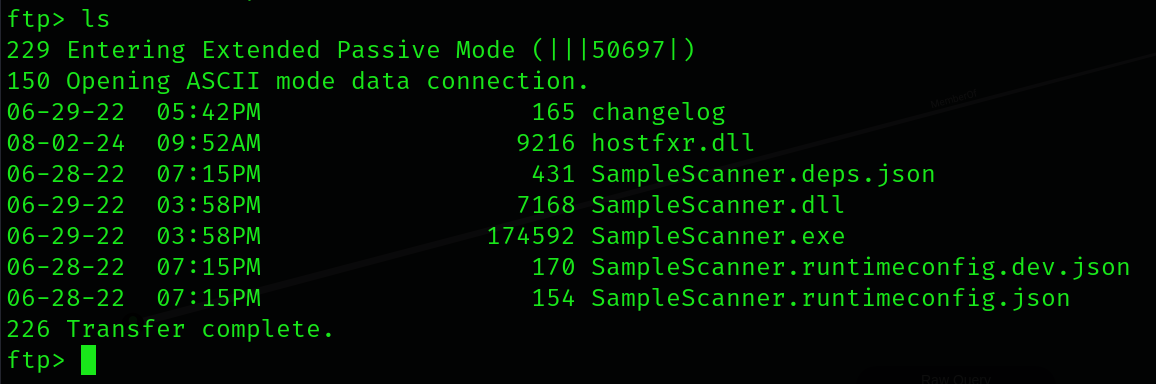 ftp> ls
229 Entering Extended Passive Mode (|||50697|)
150 Opening ASCII mode data connection.
06-29-22  05:42PM                  165 changelog
08-02-24  09:52AM                 9216 hostfxr.dll
06-28-22  07:15PM                  431 SampleScanner.deps.json
06-29-22  03:58PM                 7168 SampleScanner.dll
06-29-22  03:58PM               174592 SampleScanner.exe
06-28-22  07:15PM                  170 SampleScanner.runtimeconfig.dev.json
06-28-22  07:15PM                  154 SampleScanner.runtimeconfig.json
226 Transfer complete.
ftp>
Raw Query